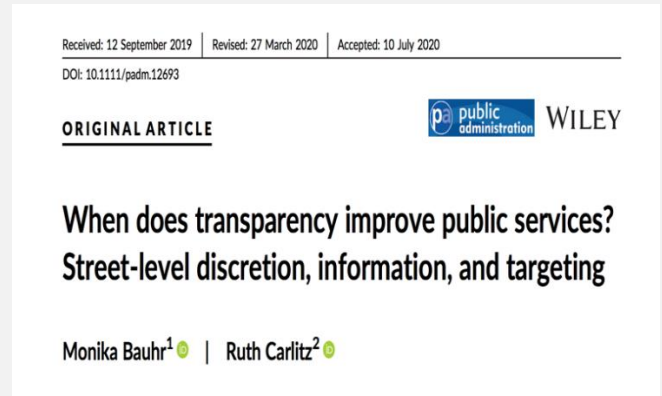 Received: 12 September 2019 | Revised: 27 March 2020 | Accepted: 10 July 2020
DOI: 10.1111/padm.12693
ORIGINAL ARTICLE
pa public administration WILEY
When does transparency improve public services?
Street-level discretion, information, and targeting
Monika Bauhr1 iD | Ruth Carlitz2 iD